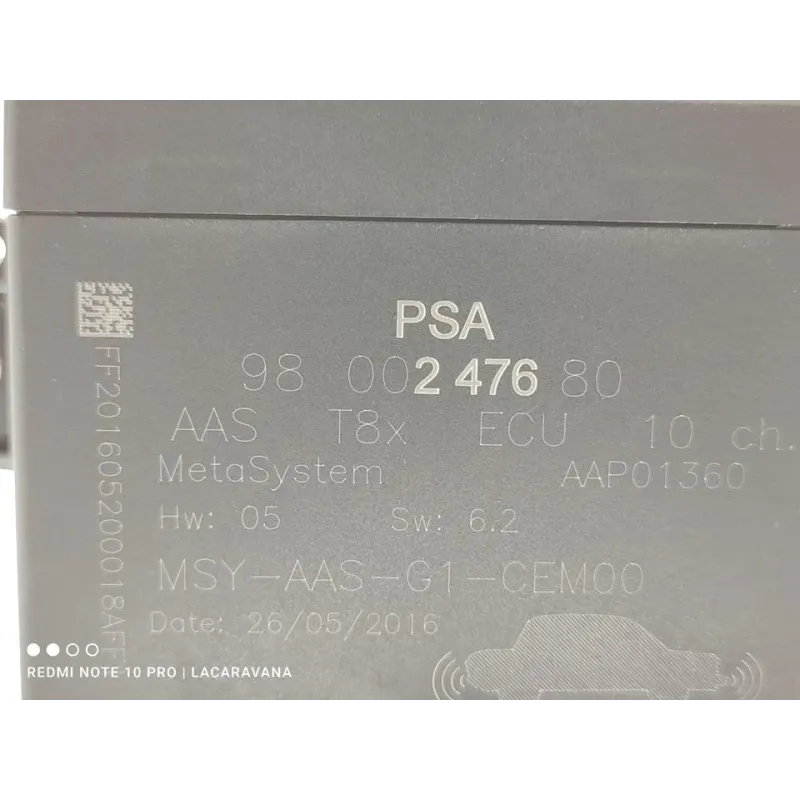 PSA
98 002 476 80
AAS T8x ECU 10 ch.
MetaSystem AAP01360
Hw: 05 Sw: 6.2
MSY-AAS-G1-CEM00
Date: 26/05/2016
FF201605200018AFF
REDMI NOTE 10 PRO | LACARAVANA